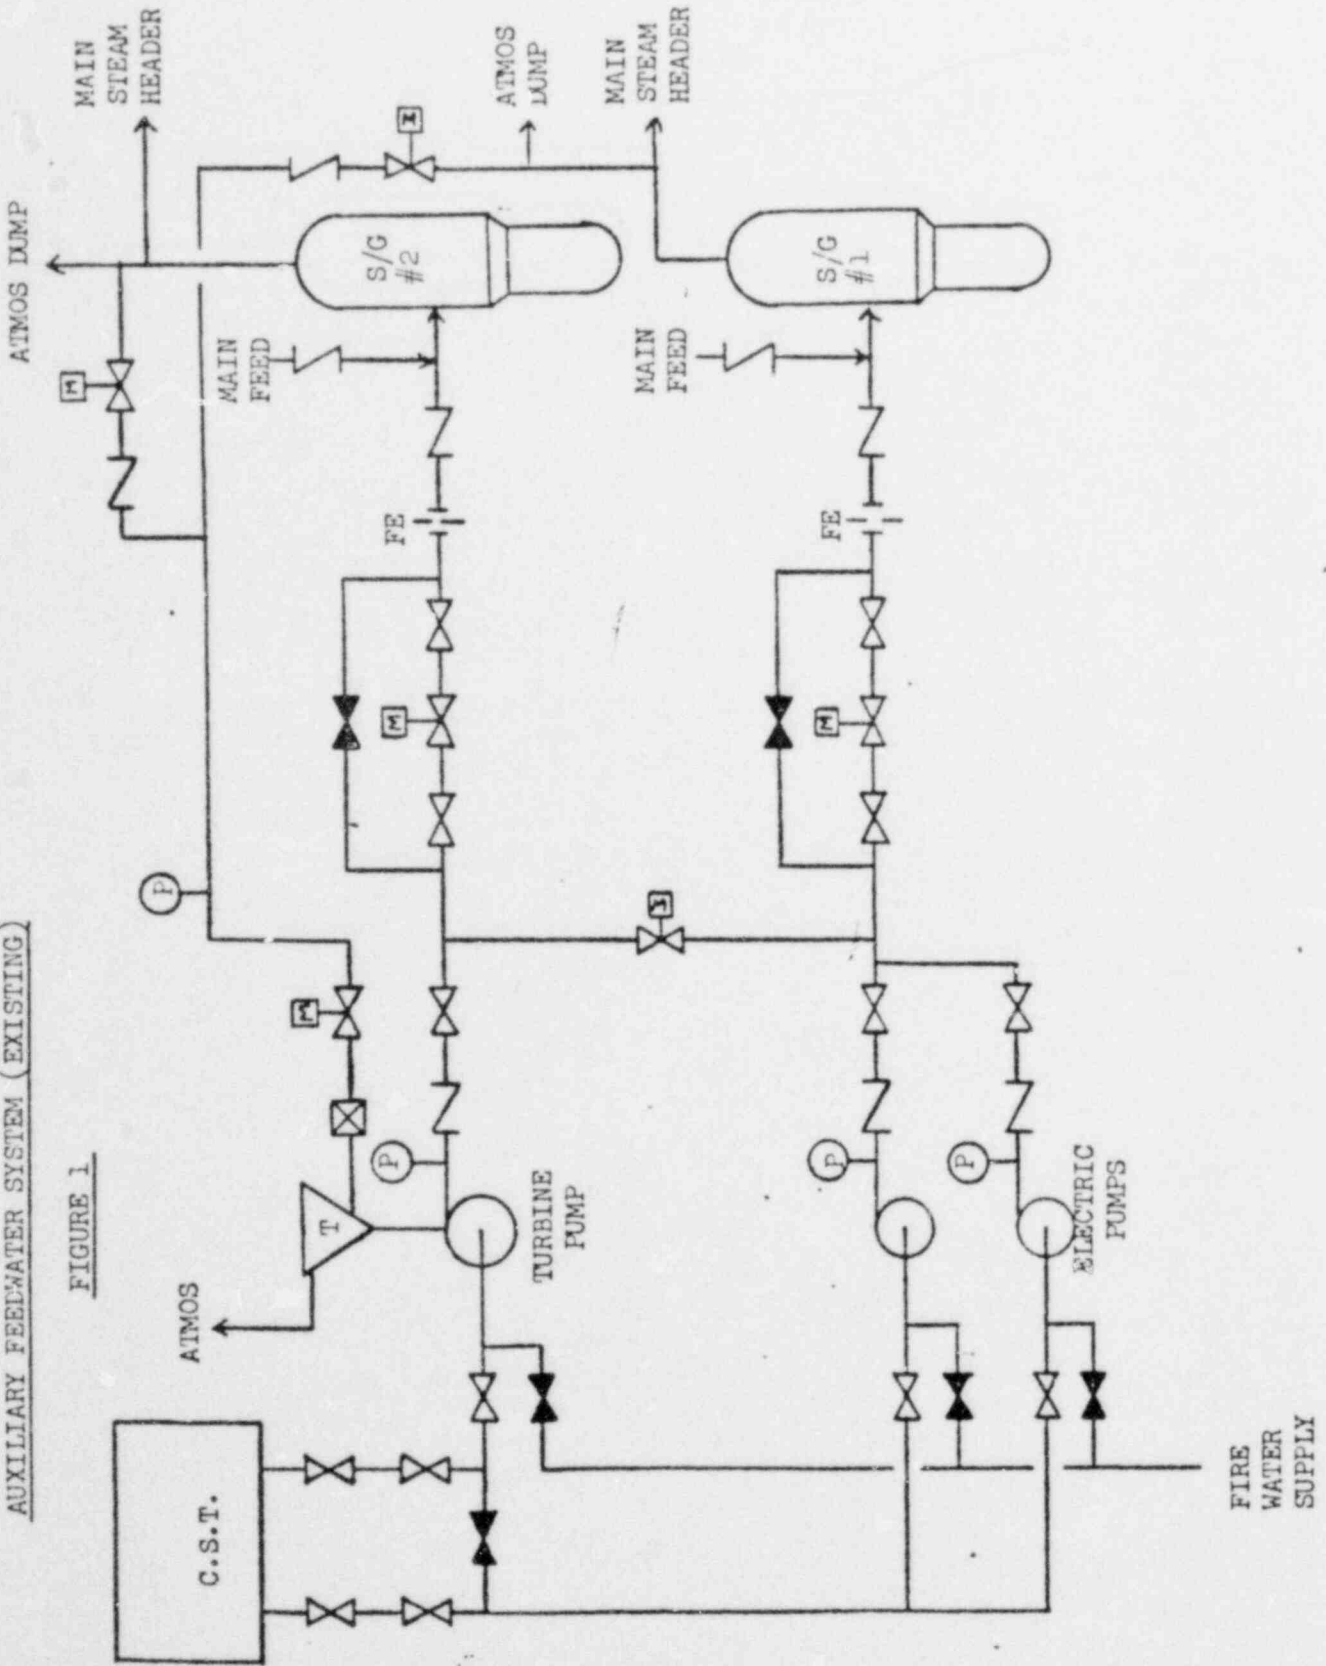 AUXILIARY FEEDWATER SYSTEM (EXISTING)
FIGURE 1
ATMOS DUMP
MAIN
STEAM
HEADER
ATMOS
DUMP
MAIN
STEAM
HEADER
M
M
S/G
#2
S/G
#1
MAIN
FEED
MAIN
FEED
FE
FE
M
M
P
M
M
P
P
P
T
ATMOS
TURBINE
PUMP
ELECTRIC
PUMPS
C.S.T.
FIRE
WATER
SUPPLY